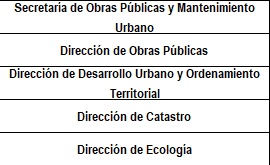 Secretaría de Obras Públicas y Mantenimiento
Urbano
Dirección de Obras Públicas
Dirección de Desarrollo Urbano y Ordenamiento
Territorial
Dirección de Catastro
Dirección de Ecología